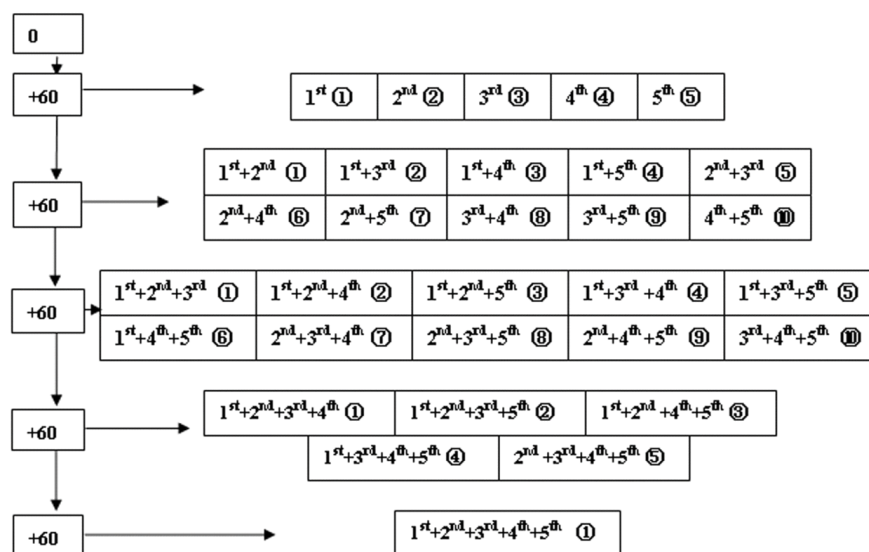 0
+60
1st ① 2nd ② 3rd ③ 4th ④ 5th ⑤
+60
1st+2nd ① 1st+3rd ② 1st+4th ③ 1st+5th ④ 2nd+3rd ⑤
2nd+4th ⑥ 2nd+5th ⑦ 3rd+4th ⑧ 3rd+5th ⑨ 4th+5th ⑩
+60
1st+2nd+3rd ① 1st+2nd+4th ② 1st+2nd+5th ③ 1st+3rd+4th ④ 1st+3rd+5th ⑤
1st+4th+5th ⑥ 2nd+3rd+4th ⑦ 2nd+3rd+5th ⑧ 2nd+4th+5th ⑨ 3rd+4th+5th ⑩
+60
1st+2nd+3rd+4th ① 1st+2nd+3rd+5th ② 1st+2nd+4th+5th ③
1st+3rd+4th+5th ④ 2nd+3rd+4th+5th ⑤
+60
1st+2nd+3rd+4th+5th ①